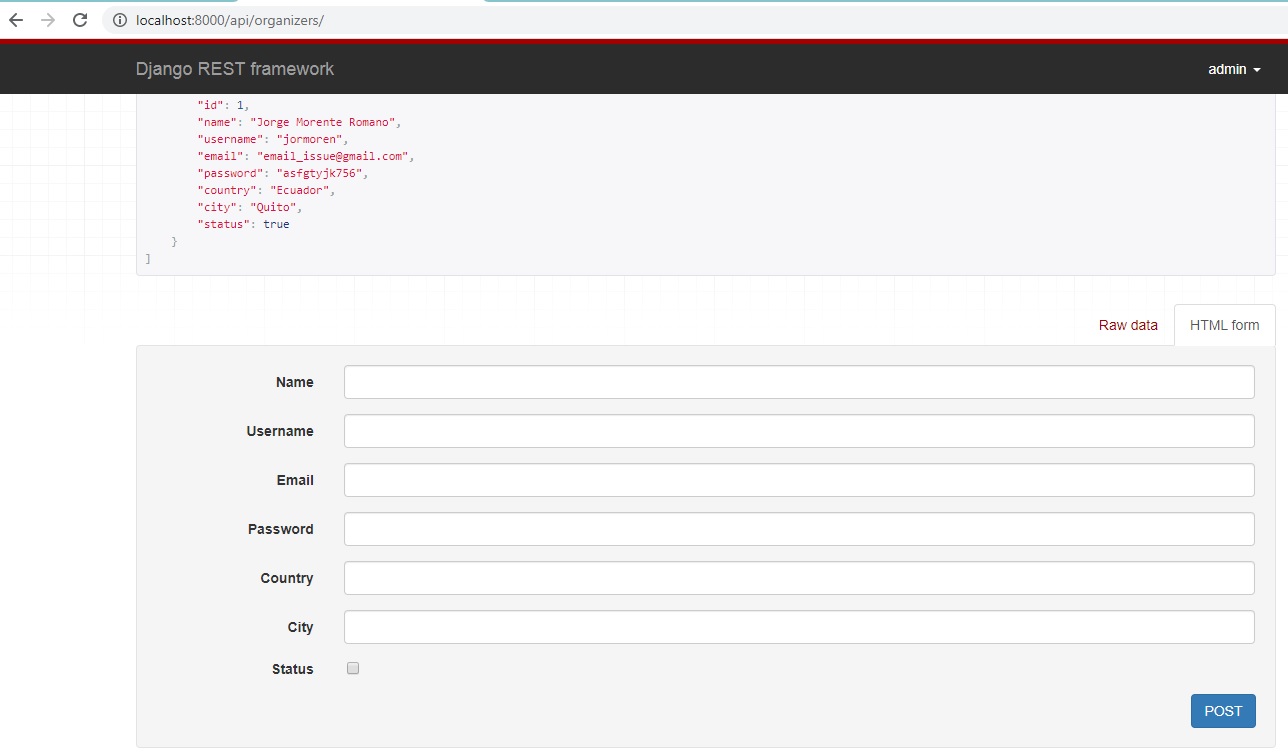 localhost:8000/api/organizers/
Django REST framework
admin
"id": 1,
"name": "Jorge Morente Romano",
"username": "jormoren",
"email": "email_issue@gmail.com",
"password": "asfgtyjk756",
"country": "Ecuador",
"city": "Quito",
"status": true
}
]
Raw data HTML form
Name
Username
Email
Password
Country
City
Status
POST